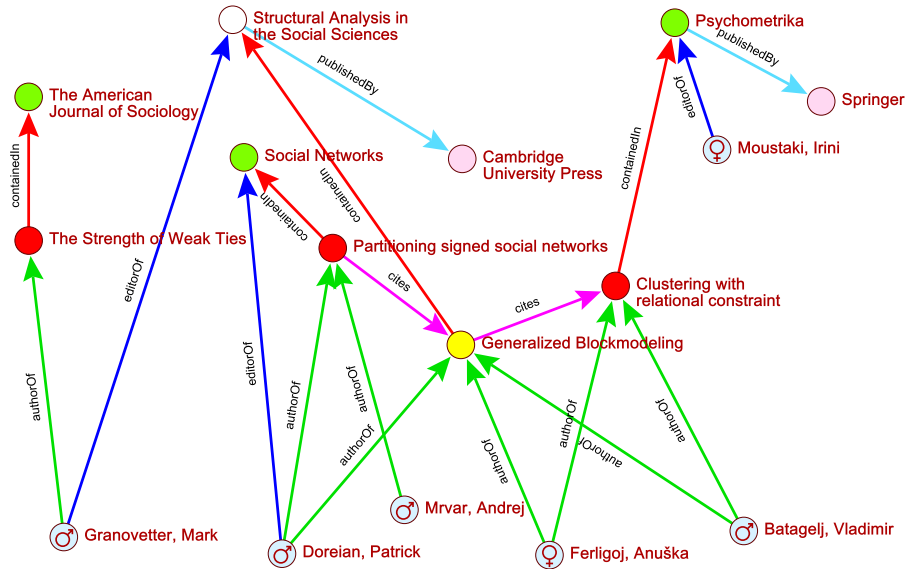 Structural Analysis in
the Social Sciences
Psychometrika
publishedBy
publishedBy
The American
Journal of Sociology
Springer
editorOf
Moustaki, Irini
Social Networks
Cambridge
University Press
containedIn
containedIn
containedIn
containedIn
The Strength of Weak Ties
Partitioning signed social networks
editorOf
cites
Clustering with
relational constraint
cites
Generalized Blockmodeling
editorOf
authorOf
authorOf
authorOf
authorOf
authorOf
authorOf
authorOf
authorOf
Mrvar, Andrej
Granovetter, Mark
Doreian, Patrick
Ferligoj, Anuška
Batagelj, Vladimir